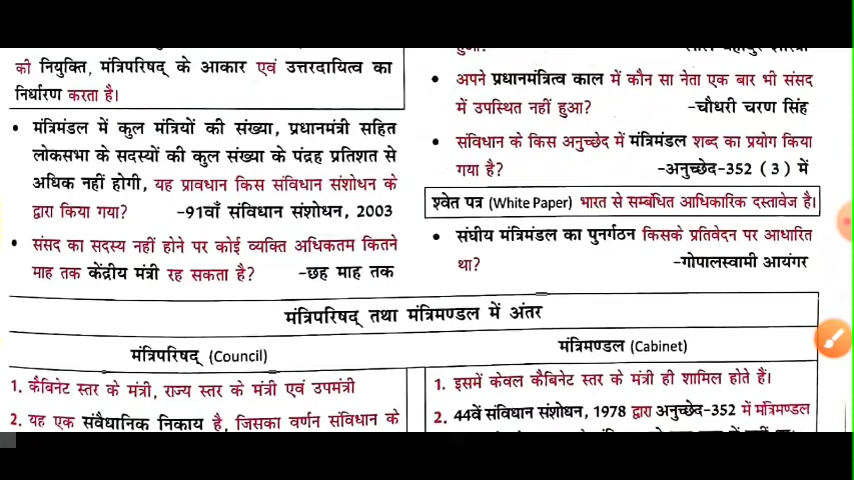 की नियुक्ति, मंत्रिपरिषद् के आकार एवं उत्तरदायित्व का
निर्धारण करता है।
• मंत्रिमंडल में कुल मंत्रियों की संख्या, प्रधानमंत्री सहित
लोकसभा के सदस्यों की कुल संख्या के पंद्रह प्रतिशत से
अधिक नहीं होगी, यह प्रावधान किस संविधान संशोधन के
द्वारा किया गया? -91वाँ संविधान संशोधन, 2003
• संसद का सदस्य नहीं होने पर कोई व्यक्ति अधिकतम कितने
माह तक केंद्रीय मंत्री रह सकता है? -छह माह तक
• अपने प्रधानमंत्रित्व काल में कौन सा नेता एक बार भी संसद
में उपस्थित नहीं हुआ? -चौधरी चरण सिंह
• संविधान के किस अनुच्छेद में मंत्रिमंडल शब्द का प्रयोग किया
गया है? -अनुच्छेद-352 (3) में
श्वेत पत्र (White Paper) भारत से सम्बंधित आधिकारिक दस्तावेज है।
• संघीय मंत्रिमंडल का पुनर्गठन किसके प्रतिवेदन पर आधारित
था? -गोपालस्वामी आयंगर
मंत्रिपरिषद् तथा मंत्रिमण्डल में अंतर
मंत्रिपरिषद् (Council)
1. कैबिनेट स्तर के मंत्री, राज्य स्तर के मंत्री एवं उपमंत्री
2. यह एक संवैधानिक निकाय है, जिसका वर्णन संविधान के
मंत्रिमण्डल (Cabinet)
1. इसमें केवल कैबिनेट स्तर के मंत्री ही शामिल होते हैं।
2. 44वें संविधान संशोधन, 1978 द्वारा अनुच्छेद-352 में मंत्रिमण्डल